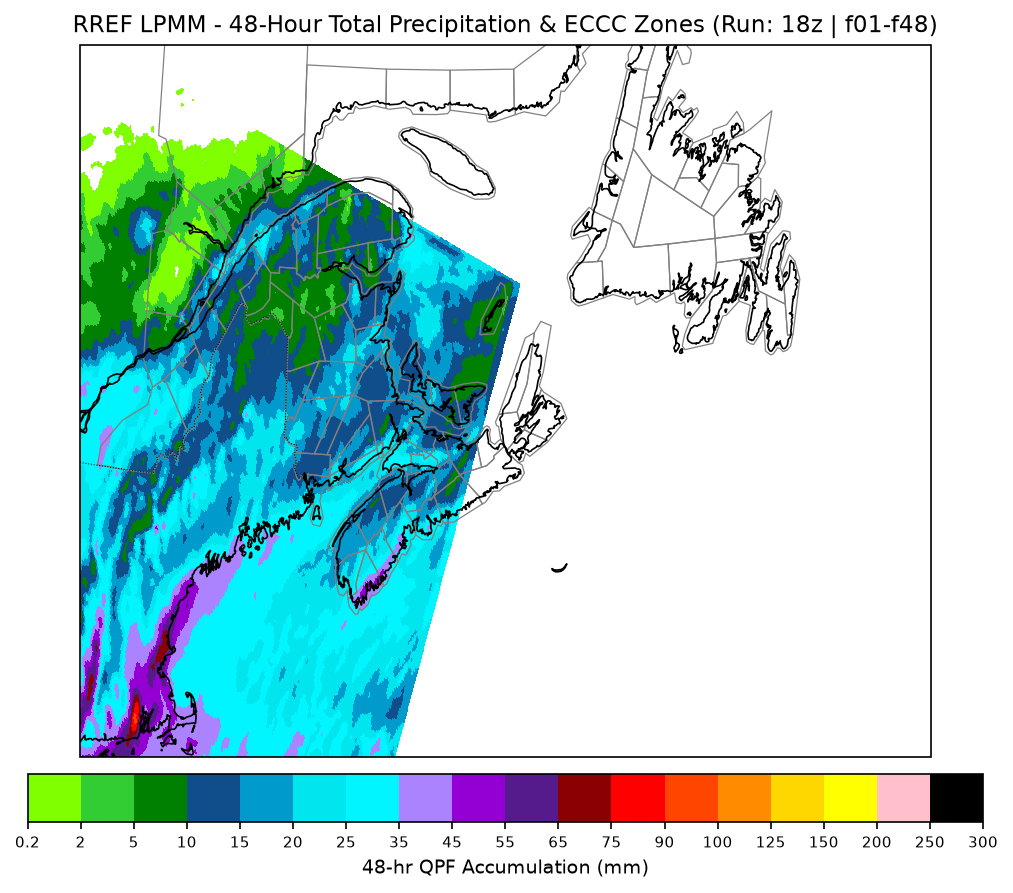 RREF LPMM - 48-Hour Total Precipitation & ECCC Zones (Run: 18z | f01-f48)
0.2 2 5 10 15 20 25 35 45 55 65 75 90 100 125 150 200 250 300
48-hr QPF Accumulation (mm)